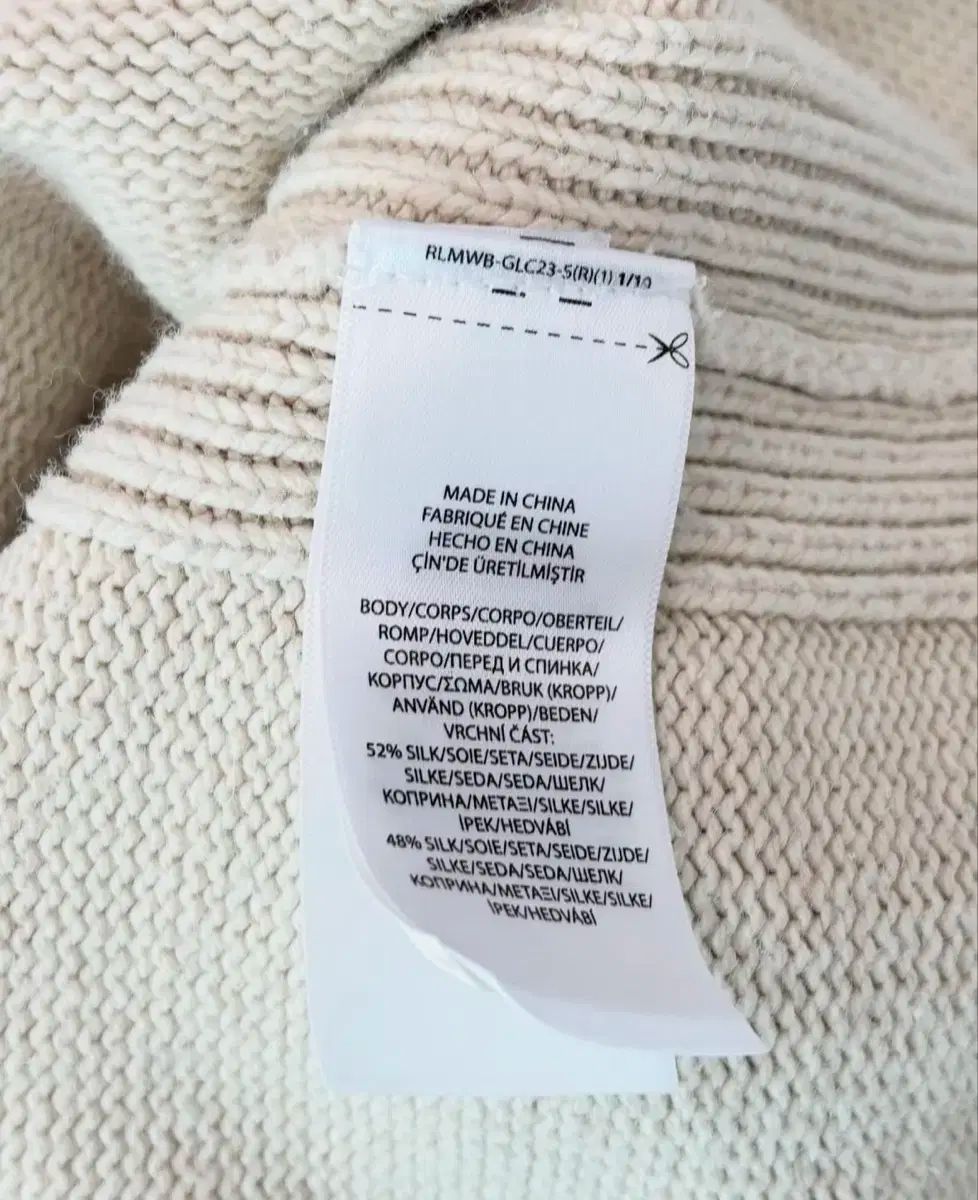 RLMWB-GLC23-5(R)(1) 1/10
MADE IN CHINA
FABRIQUÉ EN CHINE
HECHO EN CHINA
ÇİN'DE ÜRETİLMİŞTİR
BODY/CORPS/CORPO/OBERTEIL/
ROMP/HOVEDDEL/CUERPO/
CORPO/ПЕРЕД И СПИНКА/
КОРПУС/ΣΩΜΑ/BRUK (KROPP)/
ANVÄND (KROPP)/BEDEN/
VRCHNÍ ČÁST:
52% SILK/SOIE/SETA/SEIDE/ZIJDE/
SILKE/SEDA/SEDA/ШЕЛК/
КОПРИНА/ΜΕΤΑΞΙ/SILKE/SILKE/
İPEK/HEDVÁBÍ
48% SILK/SOIE/SETA/SEIDE/ZIJDE/
SILKE/SEDA/SEDA/ШЕЛК/
КОПРИНА/ΜΕΤΑΞΙ/SILKE/SILKE/
İPEK/HEDVÁBÍ